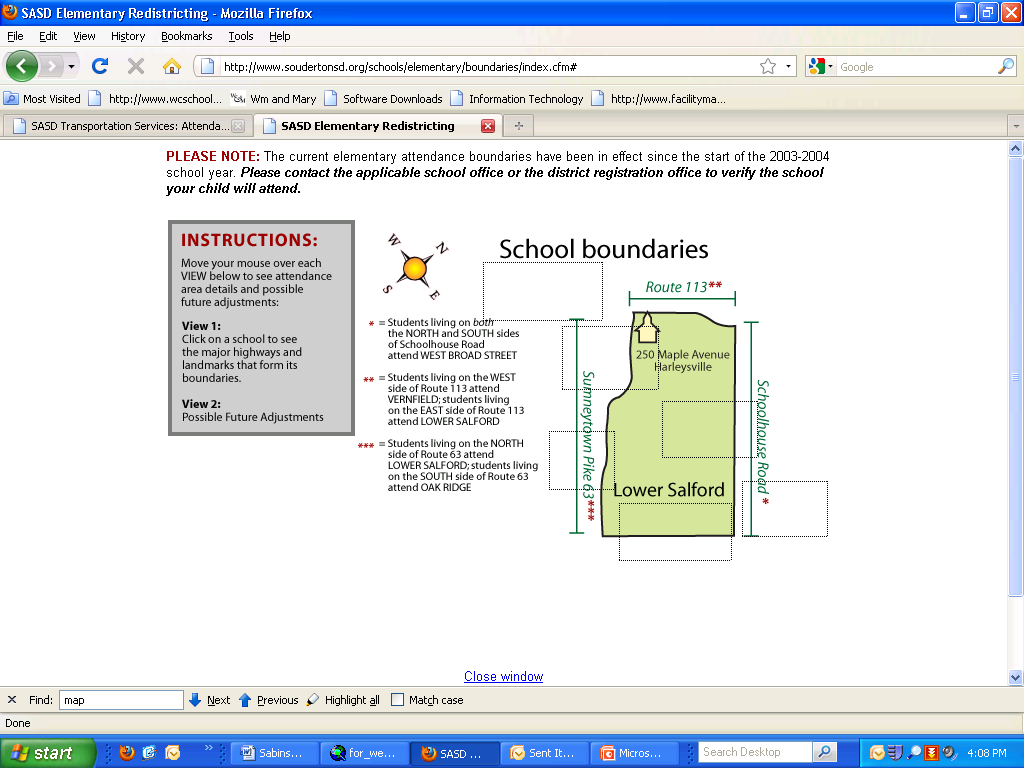 SASD Elementary Redistricting - Mozilla Firefox
File Edit View History Bookmarks Tools Help
http://www.soudertonsd.org/schools/elementary/boundaries/index.cfm#
Google
Most Visited http://www.wcschool... W&M Wm and Mary Software Downloads Information Technology http://www.facilityma...
SASD Transportation Services: Attenda... SASD Elementary Redistricting
PLEASE NOTE: The current elementary attendance boundaries have been in effect since the start of the 2003-2004
school year. Please contact the applicable school office or the district registration office to verify the school
your child will attend.
INSTRUCTIONS:
Move your mouse over each
VIEW below to see attendance
area details and possible
future adjustments:
View 1:
Click on a school to see
the major highways and
landmarks that form its
boundaries.
View 2:
Possible Future Adjustments
W N
S E
School boundaries
* = Students living on both
the NORTH and SOUTH sides
of Schoolhouse Road
attend WEST BROAD STREET
** = Students living on the WEST
side of Route 113 attend
VERNFIELD; students living
on the EAST side of Route 113
attend LOWER SALFORD
*** = Students living on the NORTH
side of Route 63 attend
LOWER SALFORD; students living
on the SOUTH side of Route 63
attend OAK RIDGE
Route 113**
250 Maple Avenue
Harleysville
Sumneytown Pike 63***
Schoolhouse Road *
Lower Salford
Close window
Find: map Next Previous Highlight all Match case
Done
start Sabins... for_we... SASD ... Sent It... Micros... Search Desktop 4:08 PM